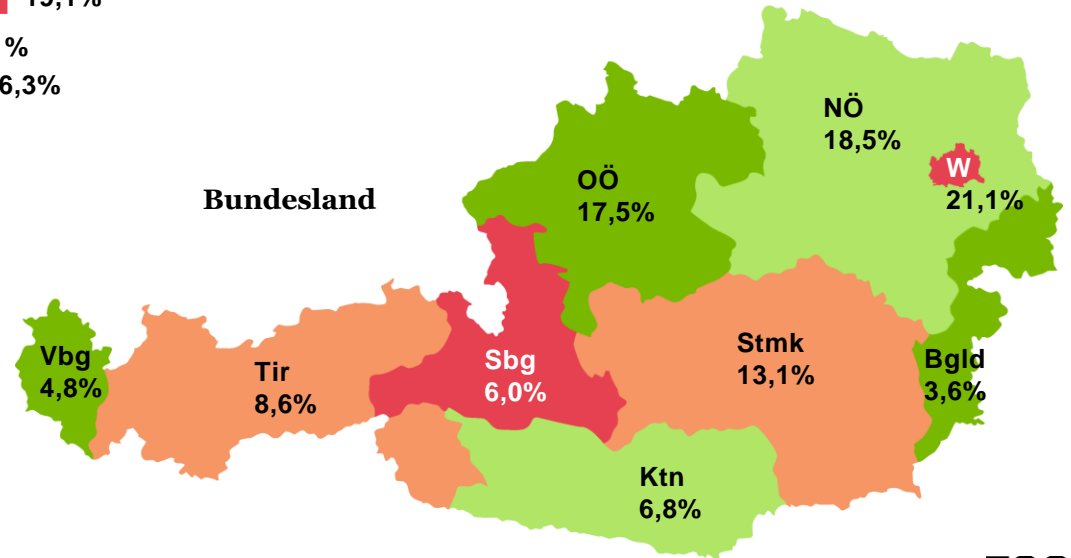 %
6,3%
NÖ
18,5%
W
21,1%
OÖ
17,5%
Bundesland
Vbg
4,8%
Tir
8,6%
Sbg
6,0%
Stmk
13,1%
Bgld
3,6%
Ktn
6,8%